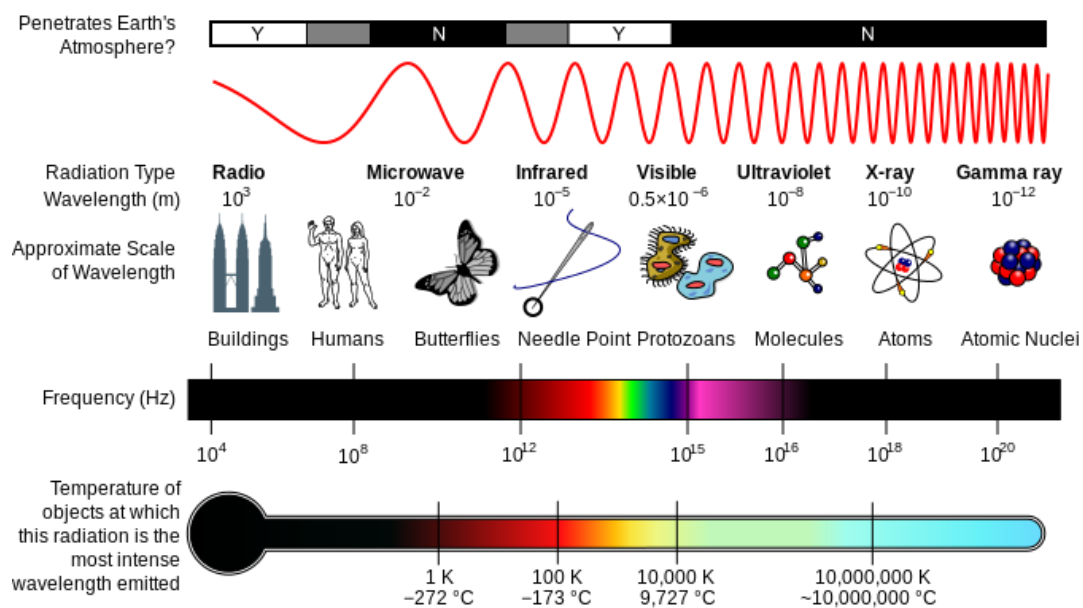 Penetrates Earth's
Atmosphere?
Y N Y N
Radiation Type
Radio Microwave Infrared Visible Ultraviolet X-ray Gamma ray
Wavelength (m)
10³ 10⁻² 10⁻⁵ 0.5×10⁻⁶ 10⁻⁸ 10⁻¹⁰ 10⁻¹²
Approximate Scale
of Wavelength
Buildings Humans Butterflies Needle Point Protozoans Molecules Atoms Atomic Nuclei
Frequency (Hz)
10⁴ 10⁸ 10¹² 10¹⁵ 10¹⁶ 10¹⁸ 10²⁰
Temperature of
objects at which
this radiation is the
most intense
wavelength emitted
1 K 100 K 10,000 K 10,000,000 K
−272 °C −173 °C 9,727 °C ~10,000,000 °C